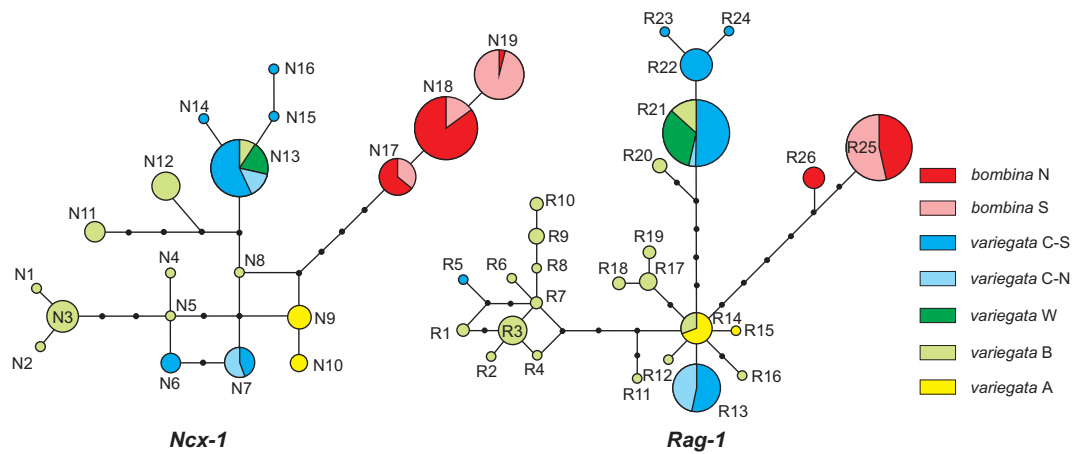 N16
N14
N15
N13
N12
N11
N19
N18
N17
N1
N4
N8
N3
N5
N9
N2
N6
N7
N10
Ncx-1
R23
R24
R22
R21
R20
R26
R25
R10
R9
R5
R6
R8
R19
R18
R17
R7
R1
R3
R14
R15
R2
R4
R12
R11
R16
R13
Rag-1
bombina N
bombina S
variegata C-S
variegata C-N
variegata W
variegata B
variegata A